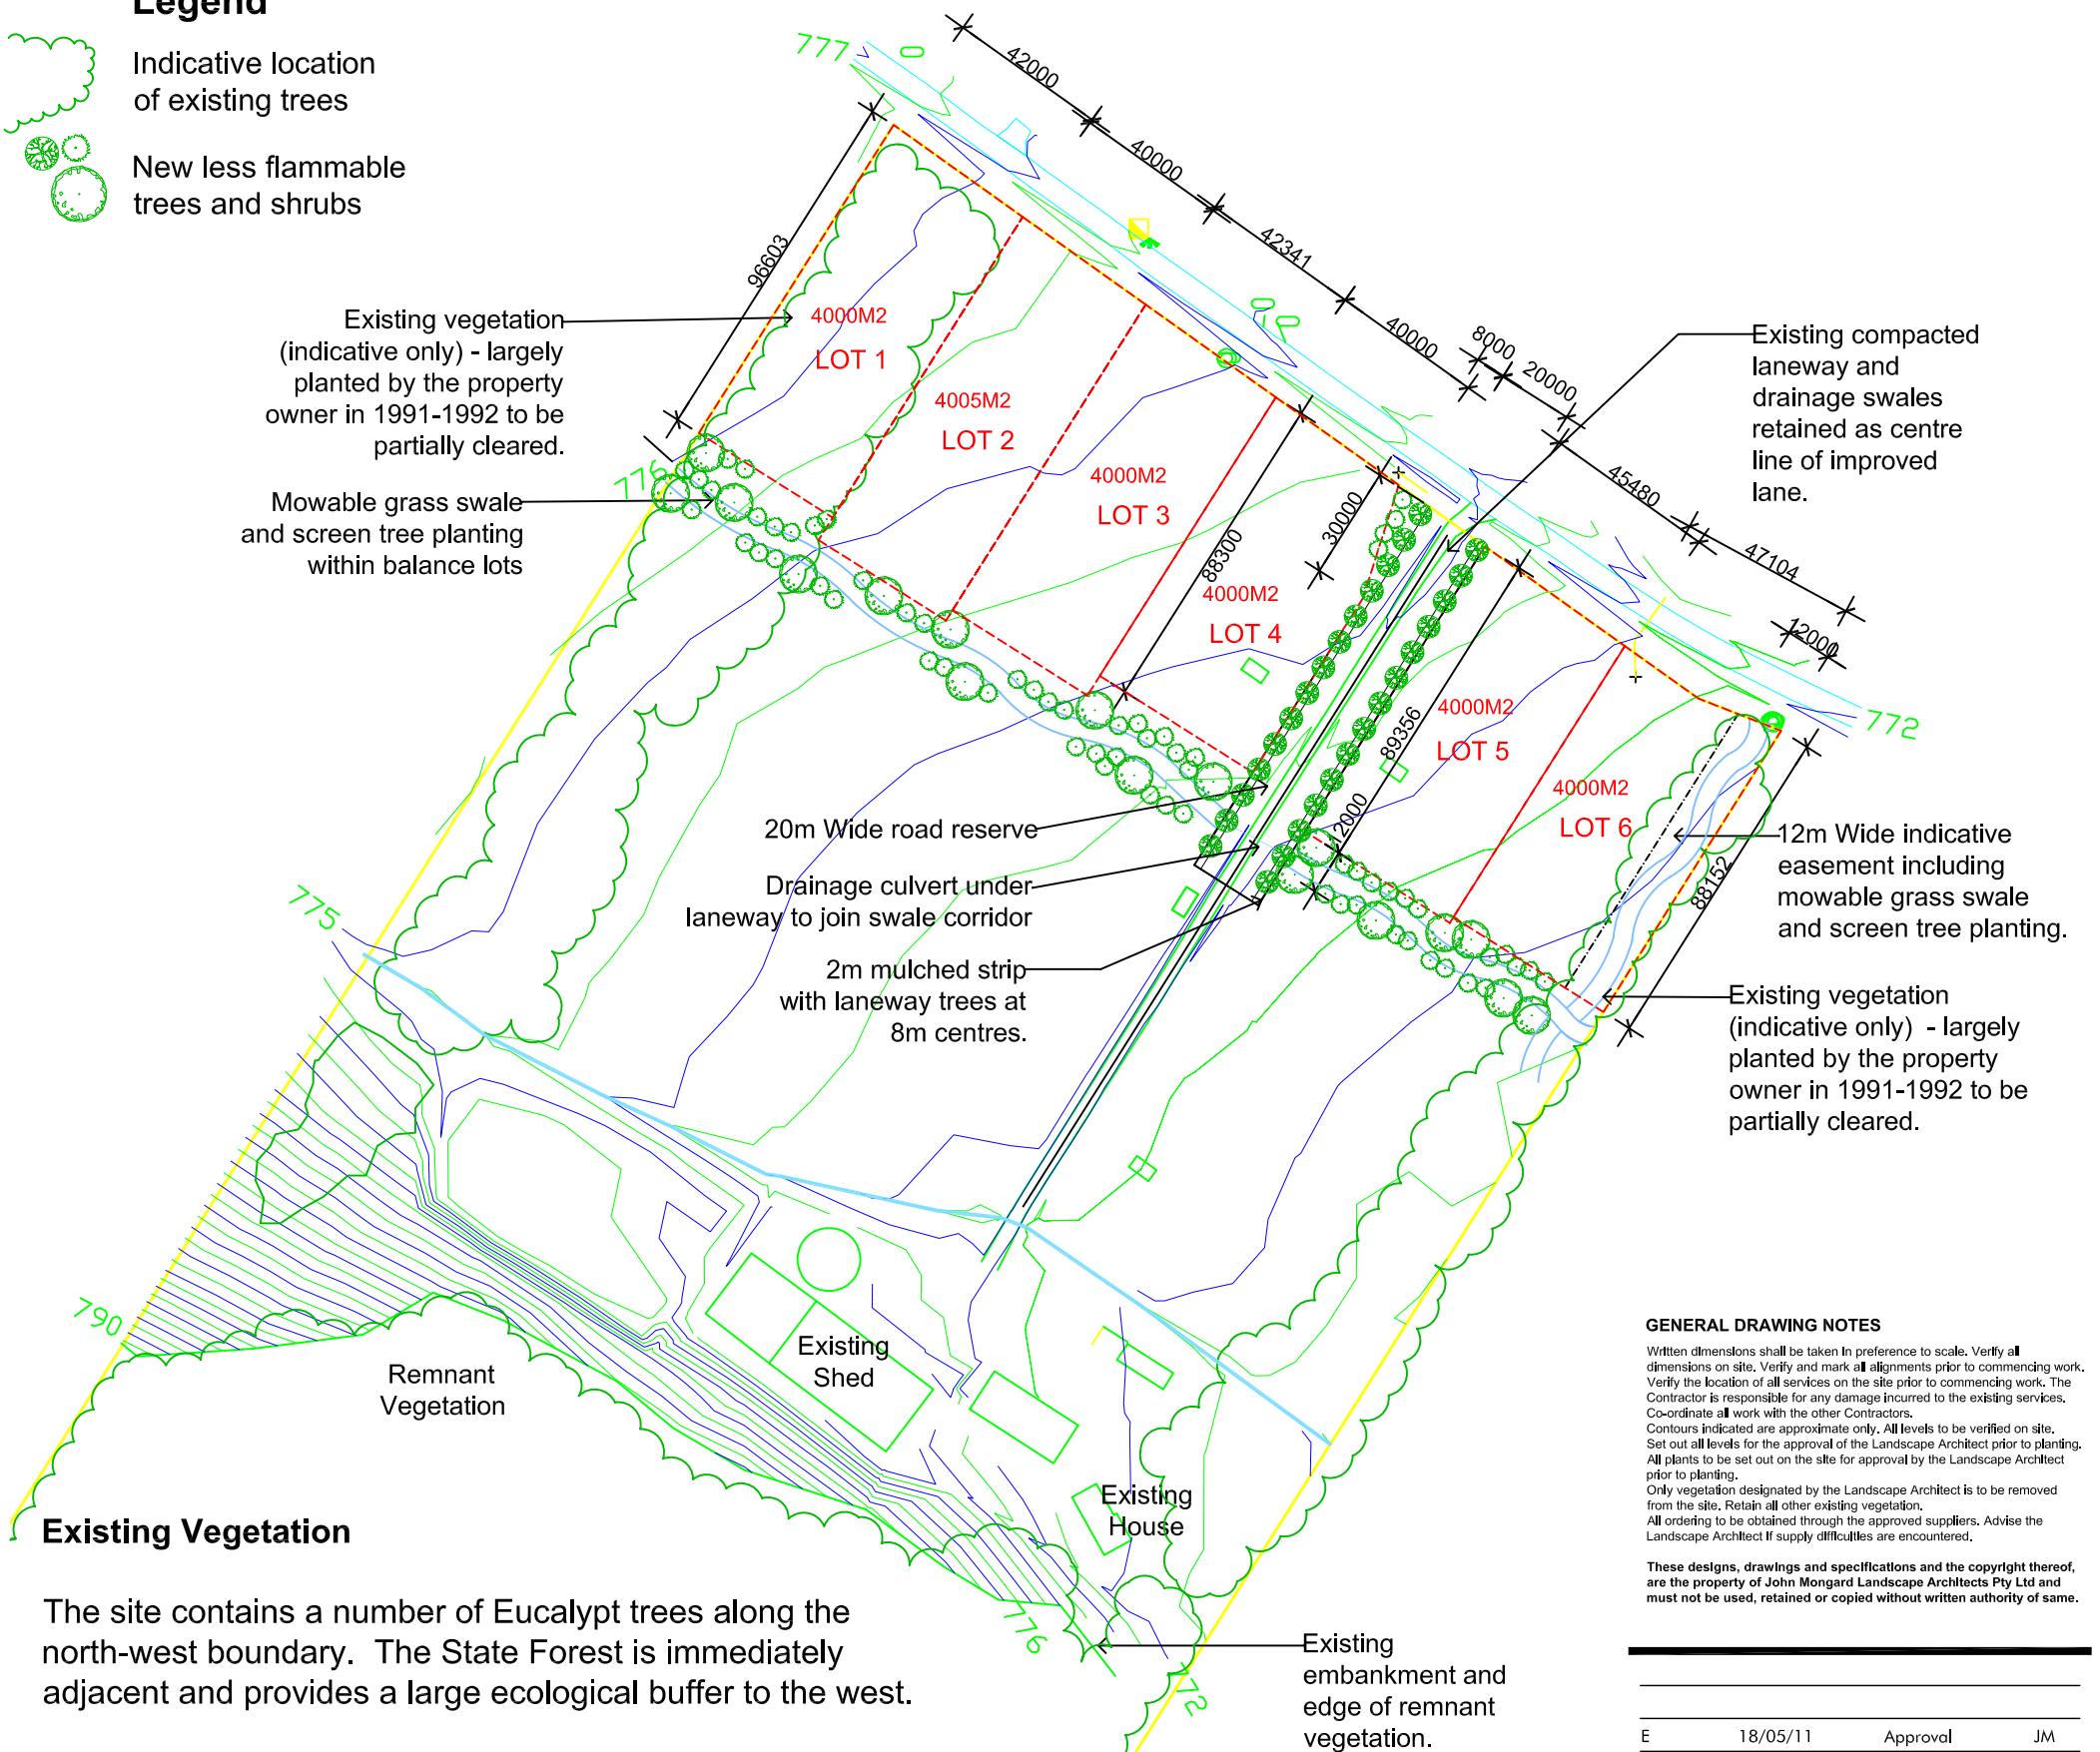 Legend
Indicative location
of existing trees
New less flammable
trees and shrubs
777
0
42000
40000
42341
40000
8000
20000
45480
47104
12000
96603
Existing vegetation
(indicative only) - largely
planted by the property
owner in 1991-1992 to be
partially cleared.
4000M2
LOT 1
4005M2
LOT 2
4000M2
LOT 3
4000M2
LOT 4
88300
30000
Existing compacted
laneway and
drainage swales
retained as centre
line of improved
lane.
776
Mowable grass swale
and screen tree planting
within balance lots
4000M2
LOT 5
89356
12000
4000M2
LOT 6
772
88152
12m Wide indicative
easement including
mowable grass swale
and screen tree planting.
20m Wide road reserve
Drainage culvert under
laneway to join swale corridor
2m mulched strip
with laneway trees at
8m centres.
Existing vegetation
(indicative only) - largely
planted by the property
owner in 1991-1992 to be
partially cleared.
775
790
Remnant
Vegetation
Existing
Shed
Existing
House
776
772
Existing
embankment and
edge of remnant
vegetation.
Existing Vegetation
The site contains a number of Eucalypt trees along the
north-west boundary. The State Forest is immediately
adjacent and provides a large ecological buffer to the west.
GENERAL DRAWING NOTES
Written dimensions shall be taken in preference to scale. Verify all
dimensions on site. Verify and mark all alignments prior to commencing work.
Verify the location of all services on the site prior to commencing work. The
Contractor is responsible for any damage incurred to the existing services.
Co-ordinate all work with the other Contractors.
Contours indicated are approximate only. All levels to be verified on site.
Set out all levels for the approval of the Landscape Architect prior to planting.
All plants to be set out on the site for approval by the Landscape Architect
prior to planting.
Only vegetation designated by the Landscape Architect is to be removed
from the site. Retain all other existing vegetation.
All ordering to be obtained through the approved suppliers. Advise the
Landscape Architect if supply difficulties are encountered.
These designs, drawings and specifications and the copyright thereof,
are the property of John Mongard Landscape Architects Pty Ltd and
must not be used, retained or copied without written authority of same.
E 18/05/11 Approval JM